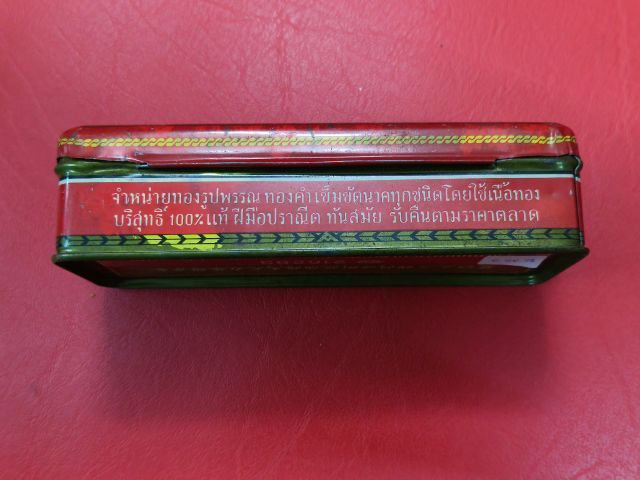 จำหน่ายทองรูปพรรณ ทองคำ เข็มขัดนาคทุกชนิดโดยใช้เนื้อทอง
บริสุทธิ์ 100% แท้ ฝีมือปราณีต ทันสมัย รับคืนตามราคาตลาด